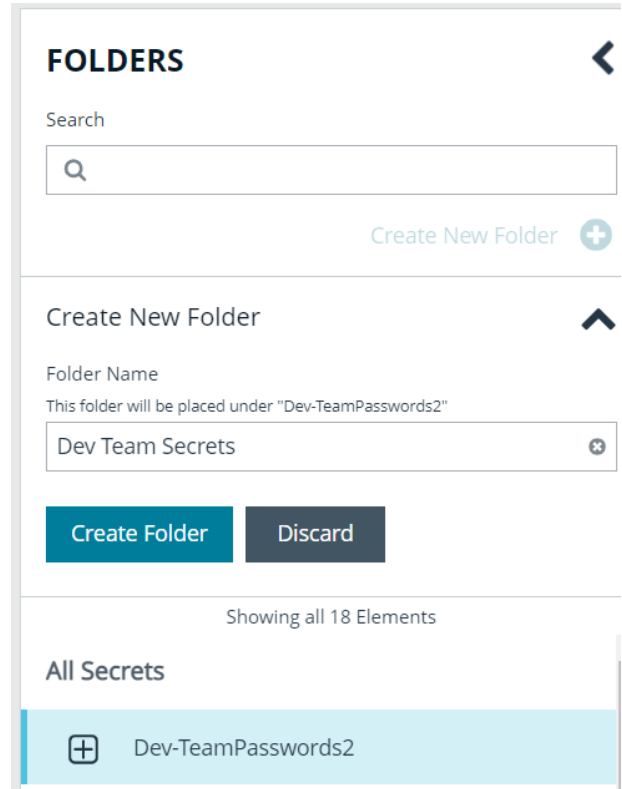 FOLDERS
Search
Create New Folder
Create New Folder
Folder Name
This folder will be placed under "Dev-TeamPasswords2"
Dev Team Secrets
Create Folder Discard
Showing all 18 Elements
All Secrets
Dev-TeamPasswords2